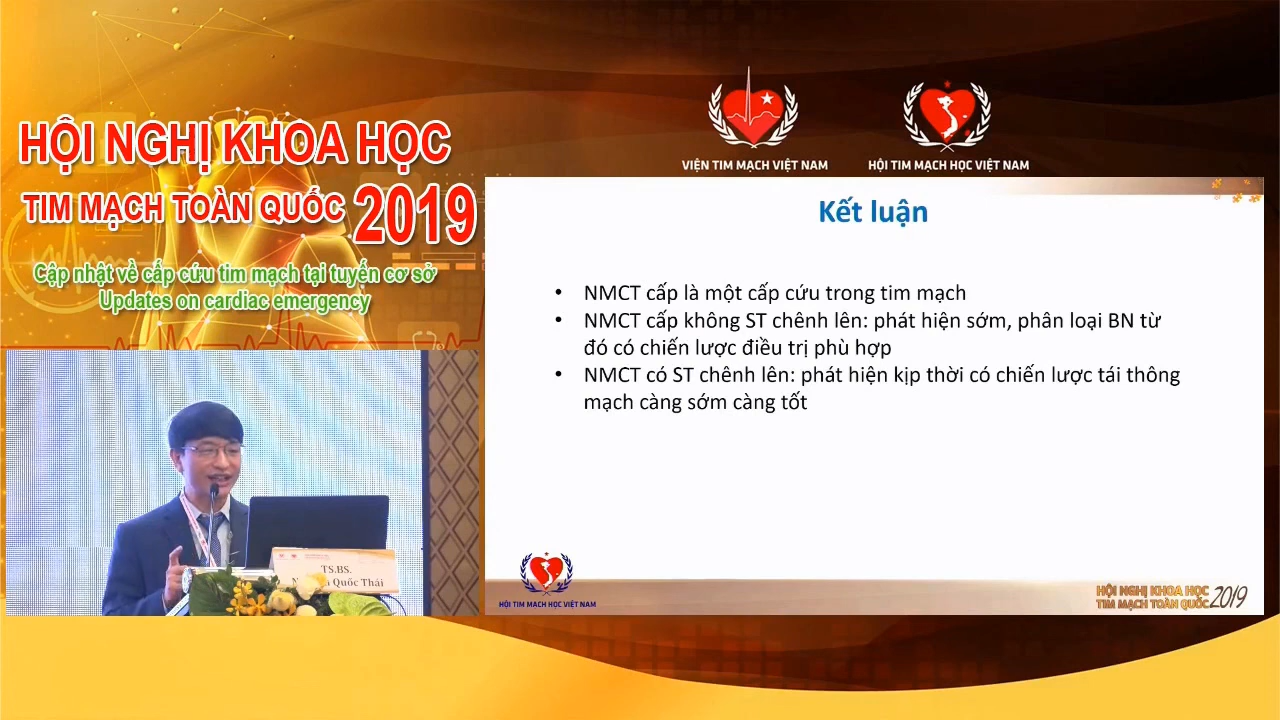 HỘI NGHỊ KHOA HỌC
TIM MẠCH TOÀN QUỐC 2019
Cập nhật về cấp cứu tim mạch tại tuyến cơ sở
Updates on cardiac emergency
VIỆN TIM MẠCH VIỆT NAM
HỘI TIM MẠCH HỌC VIỆT NAM
Kết luận
• NMCT cấp là một cấp cứu trong tim mạch
• NMCT cấp không ST chênh lên: phát hiện sớm, phân loại BN từ
đó có chiến lược điều trị phù hợp
• NMCT có ST chênh lên: phát hiện kịp thời có chiến lược tái thông
mạch càng sớm càng tốt
TS.BS.
Quốc Thái
HỘI TIM MẠCH HỌC VIỆT NAM
HỘI NGHỊ KHOA HỌC
TIM MẠCH TOÀN QUỐC 2019